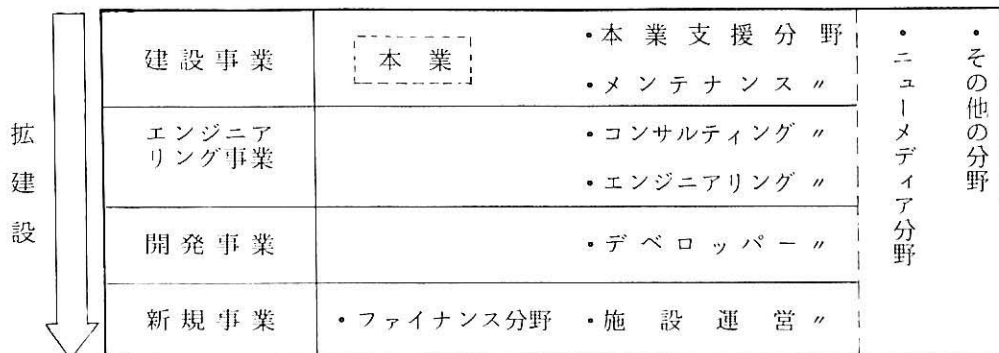 拡建設
建設事業
本業
・本業支援分野
・メンテナンス〃
エンジニア
リング事業
・コンサルティング〃
・エンジニアリング〃
開発事業
・デベロッパー〃
新規事業
・ファイナンス分野
・施設運営〃
・その他の分野
・ニューメディア分野